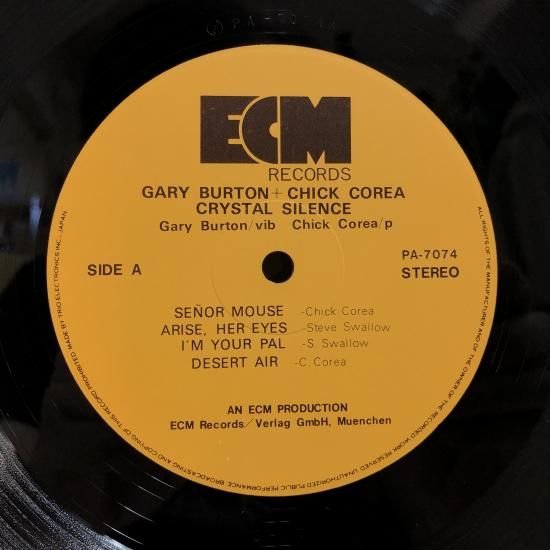 PA-7074A
ECM
RECORDS
GARY BURTON + CHICK COREA
CRYSTAL SILENCE
Gary Burton/vib Chick Corea/p
SIDE A
PA-7074
STEREO
SEÑOR MOUSE -Chick Corea
ARISE, HER EYES -Steve Swallow
I'M YOUR PAL -S. Swallow
DESERT AIR -C. Corea
AN ECM PRODUCTION
ECM Records/Verlag GmbH, Muenchen
ALL RIGHTS OF THE MANUFACTURER AND OF THE OWNER OF THE RECORDED WORK RESERVED UNAUTHORIZED PUBLIC PERFORMANCE BROADCASTING AND COPYING OF THIS RECORD PROHIBITED MADE BY TRIO ELECTRONICS INC. JAPAN